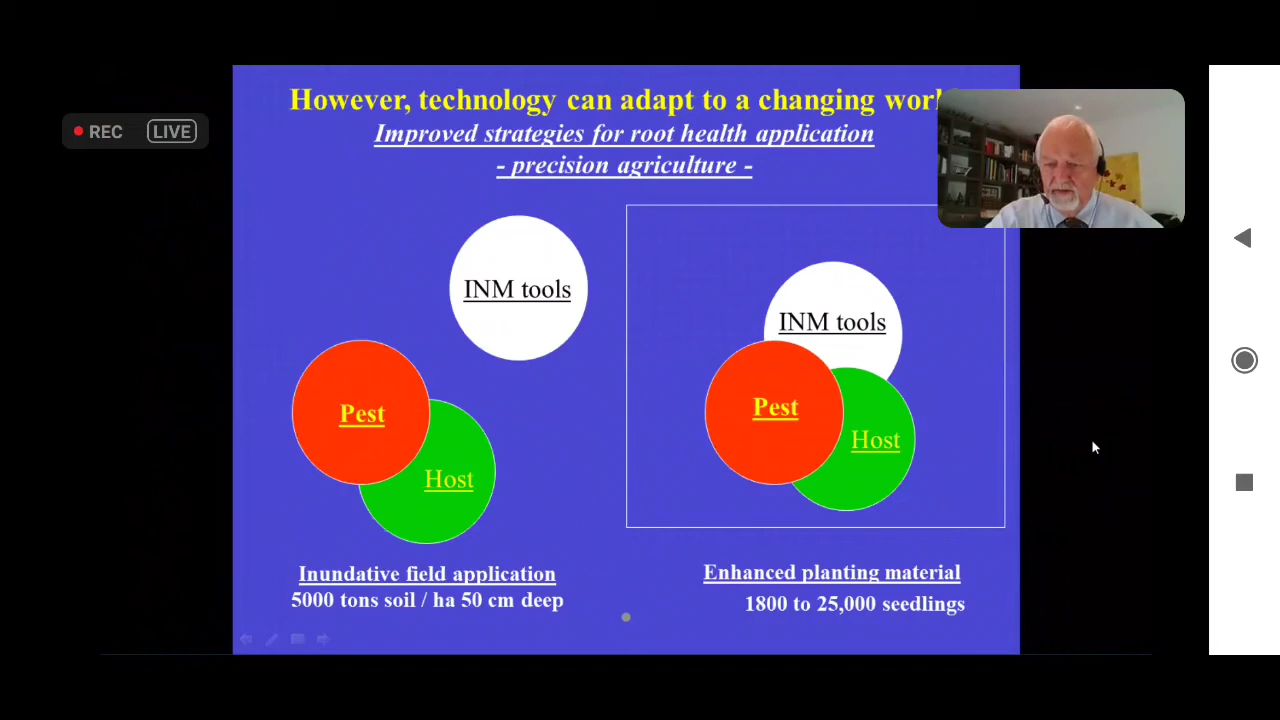 REC LIVE
However, technology can adapt to a changing
Improved strategies for root health application
- precision agriculture -
INM tools
INM tools
Pest
Pest
Host
Host
Inundative field application
5000 tons soil / ha 50 cm deep
Enhanced planting material
1800 to 25,000 seedlings